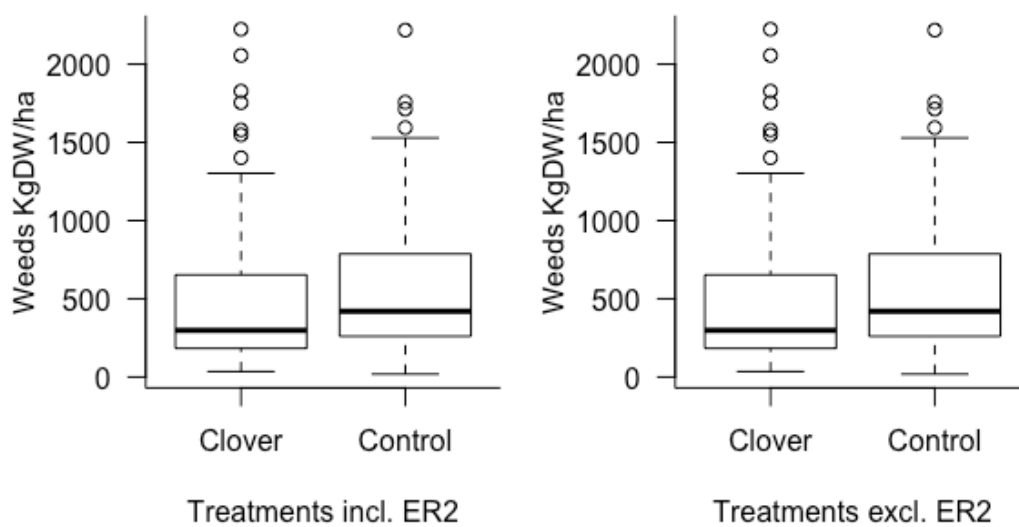 Weeds KgDW/ha
2000
1500
1000
500
0
Clover Control
Treatments incl. ER2
Weeds KgDW/ha
2000
1500
1000
500
0
Clover Control
Treatments excl. ER2